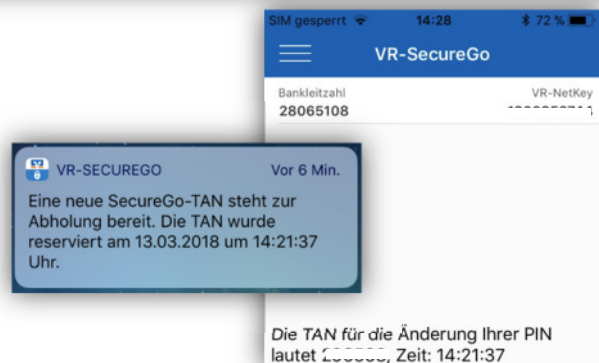 SIM gesperrt 14:28 72 %
VR-SecureGo
Bankleitzahl VR-NetKey
28065108
VR-SECUREGO Vor 6 Min.
Eine neue SecureGo-TAN steht zur
Abholung bereit. Die TAN wurde
reserviert am 13.03.2018 um 14:21:37
Uhr.
Die TAN für die Änderung Ihrer PIN
lautet Zeit: 14:21:37